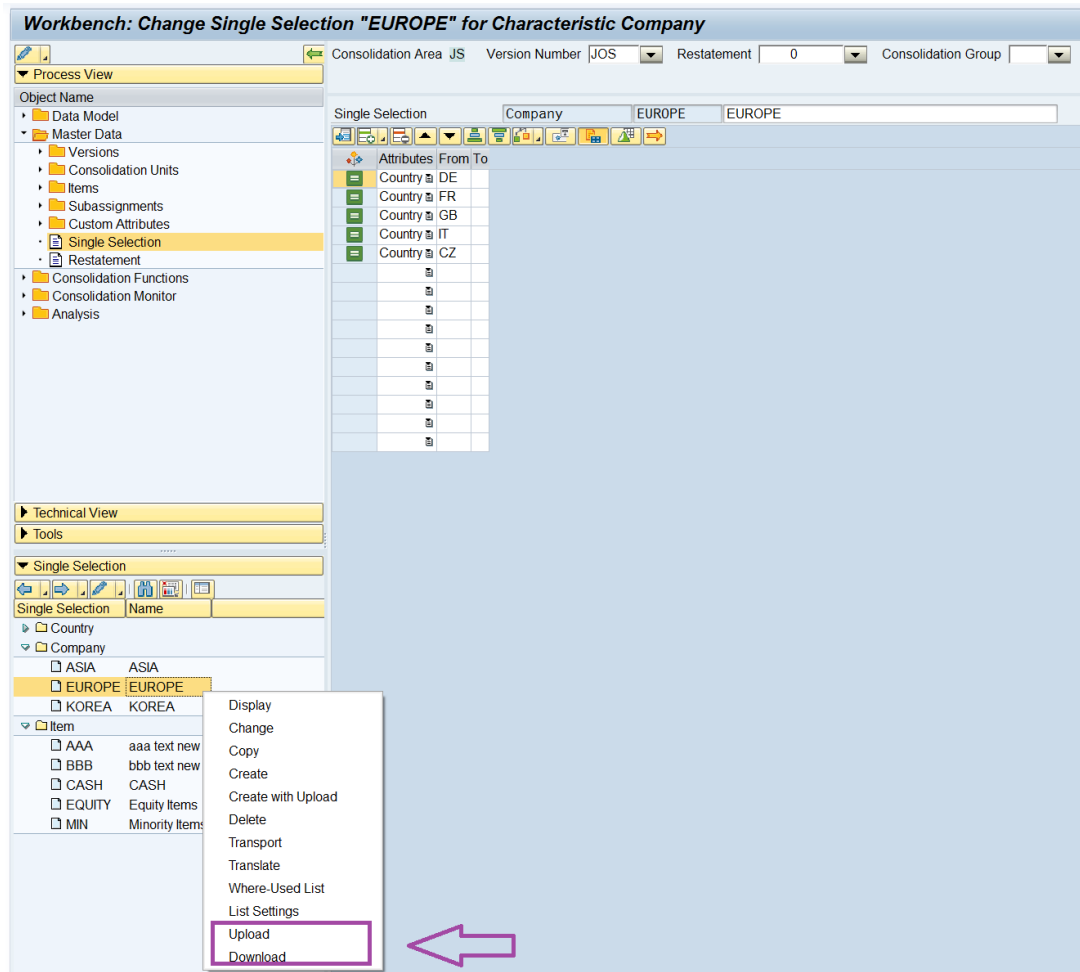 Workbench: Change Single Selection "EUROPE" for Characteristic Company
Consolidation Area JS Version Number JOS Restatement 0 Consolidation Group
Process View
Object Name
Data Model
Master Data
Versions
Consolidation Units
Items
Subassignments
Custom Attributes
Single Selection
Restatement
Consolidation Functions
Consolidation Monitor
Analysis
Technical View
Tools
Single Selection Company EUROPE EUROPE
Attributes From To
Country DE
Country FR
Country GB
Country IT
Country CZ
Single Selection
Single Selection Name
Country
Company
ASIA ASIA
EUROPE EUROPE
KOREA KOREA
Item
AAA aaa text new
BBB bbb text new
CASH CASH
EQUITY Equity Items
MIN Minority Items
Display
Change
Copy
Create
Create with Upload
Delete
Transport
Translate
Where-Used List
List Settings
Upload
Download